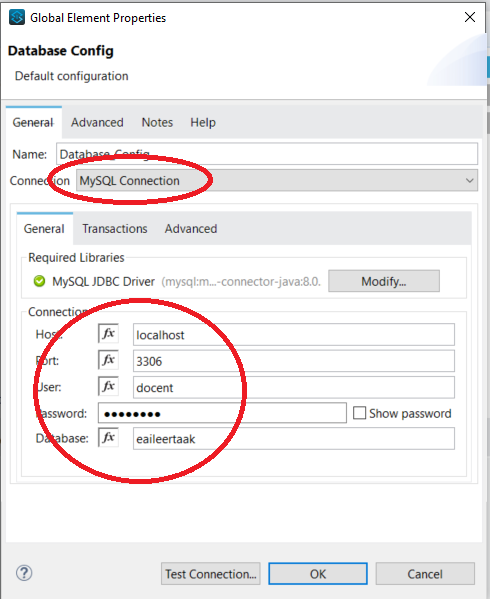 Global Element Properties
Database Config
Default configuration
General Advanced Notes Help
Name: Database_Config
Connection MySQL Connection
General Transactions Advanced
Required Libraries
MySQL JDBC Driver (mysql:m...-connector-java:8.0. Modify...
Connection
Host: fx localhost
Port: fx 3306
User: fx docent
Password: ●●●●●●●● Show password
Database: fx eaileertaak
? Test Connection... OK Cancel